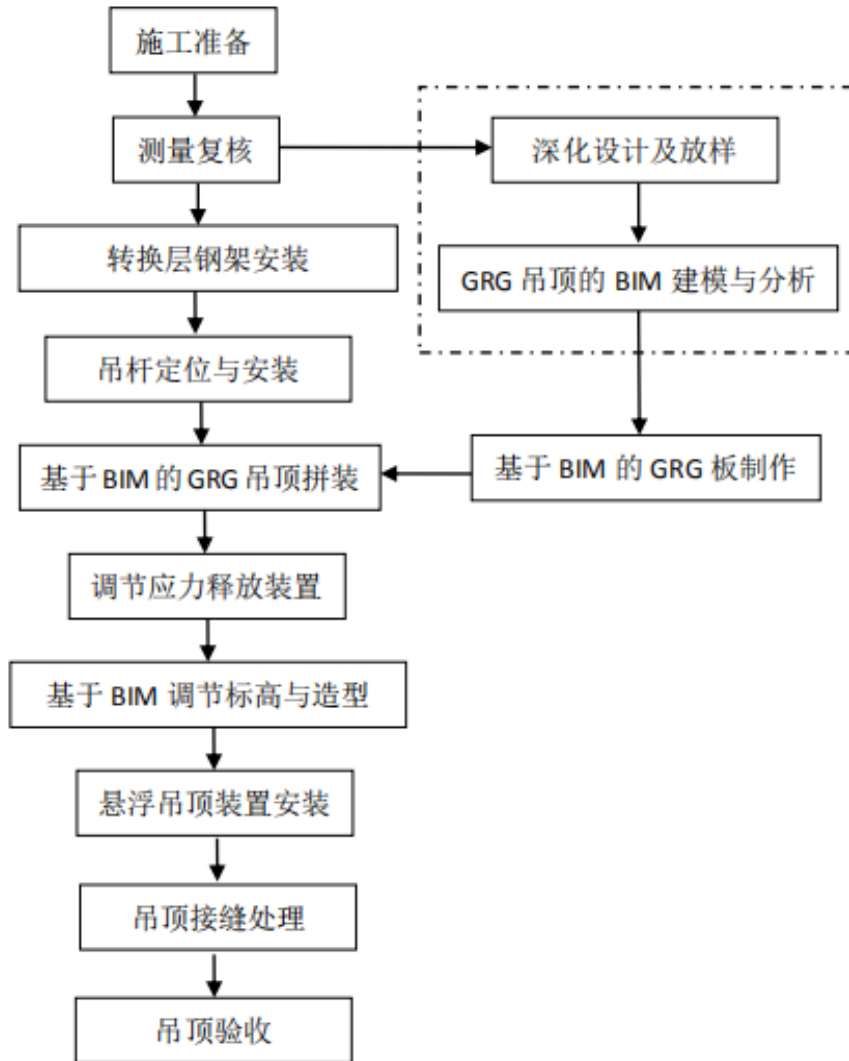 施工准备
测量复核
深化设计及放样
转换层钢架安装
GRG 吊顶的 BIM 建模与分析
吊杆定位与安装
基于 BIM 的 GRG 吊顶拼装
基于 BIM 的 GRG 板制作
调节应力释放装置
基于 BIM 调节标高与造型
悬浮吊顶装置安装
吊顶接缝处理
吊顶验收